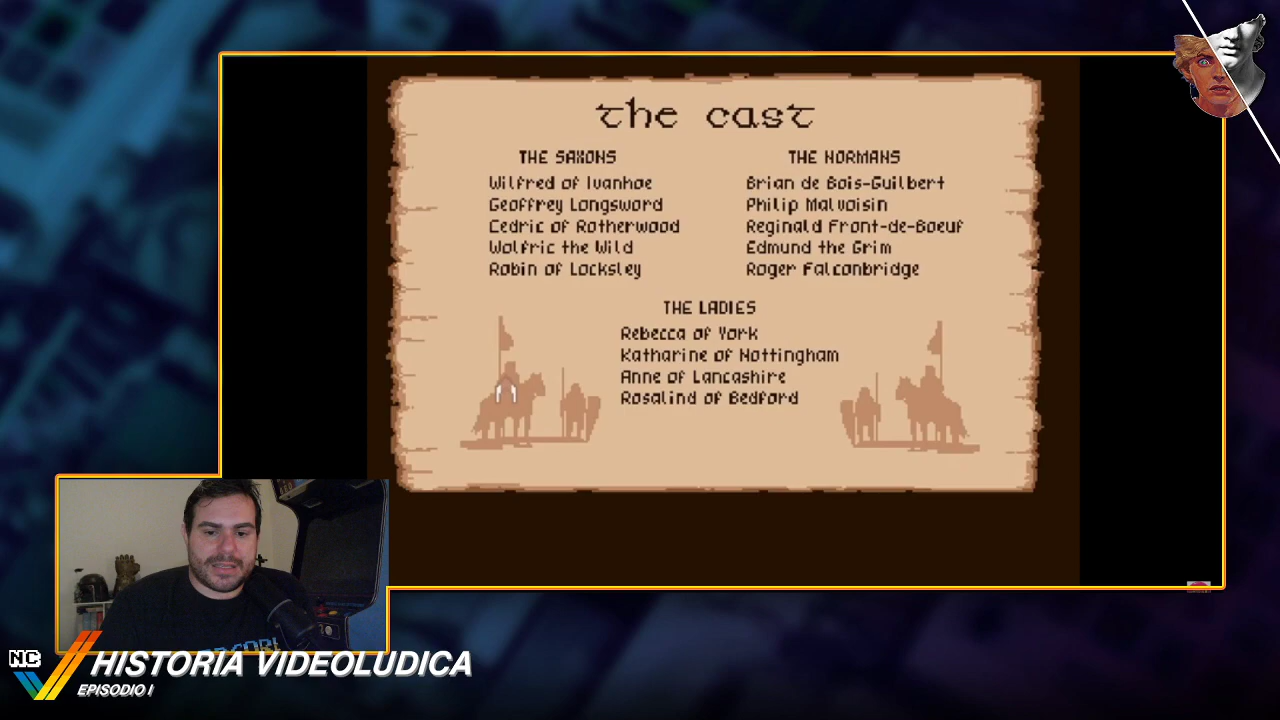 the cast
THE SAXONS
Wilfred of Ivanhoe
Geoffrey Longsword
Cedric of Rotherwood
Wolfric the Wild
Robin of Locksley
THE NORMANS
Brian de Bois-Guilbert
Philip Malvoisin
Reginald Front-de-Boeuf
Edmund the Grim
Roger Falconbridge
THE LADIES
Rebecca of York
Katharine of Nottingham
Anne of Lancashire
Rosalind of Bedford
NC
HISTORIA VIDEOLUDICA
EPISODIO I